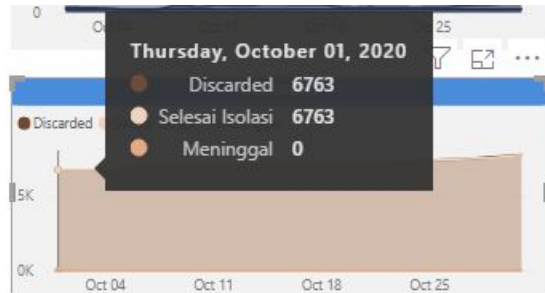 0
25
Thursday, October 01, 2020
Discarded 6763
Selesai Isolasi 6763
Meninggal 0
Discarded
5K
0K
Oct 04 Oct 11 Oct 18 Oct 25